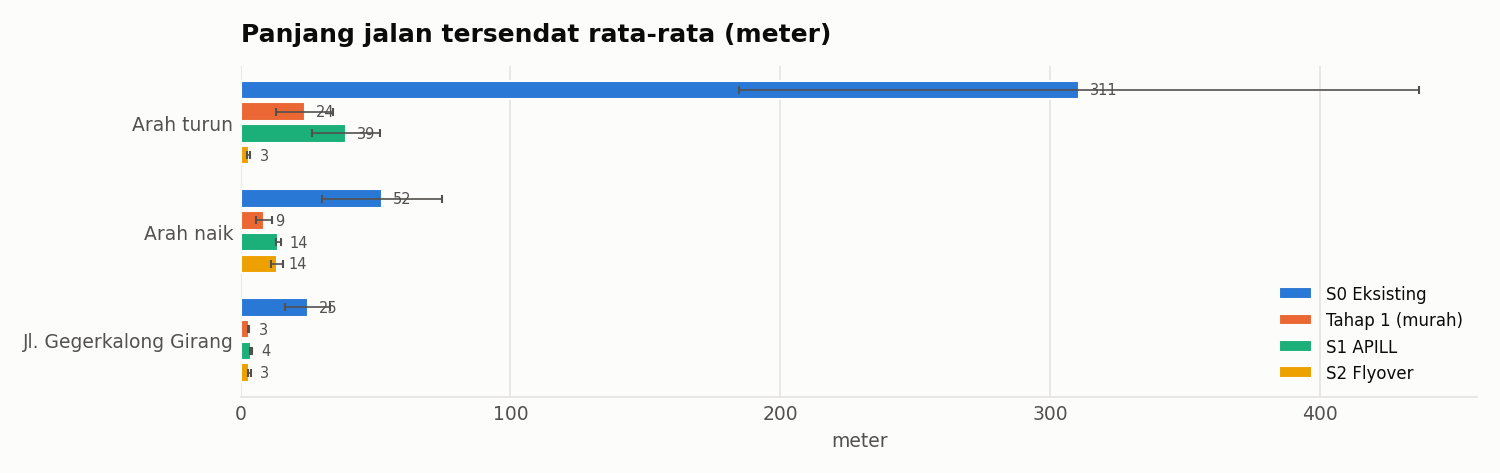 Panjang jalan tersendat rata-rata (meter)
Arah turun
311
24
39
3
Arah naik
52
9
14
14
Jl. Gegerkalong Girang
25
3
4
3
S0 Eksisting
Tahap 1 (murah)
S1 APILL
S2 Flyover
0 100 200 300 400
meter